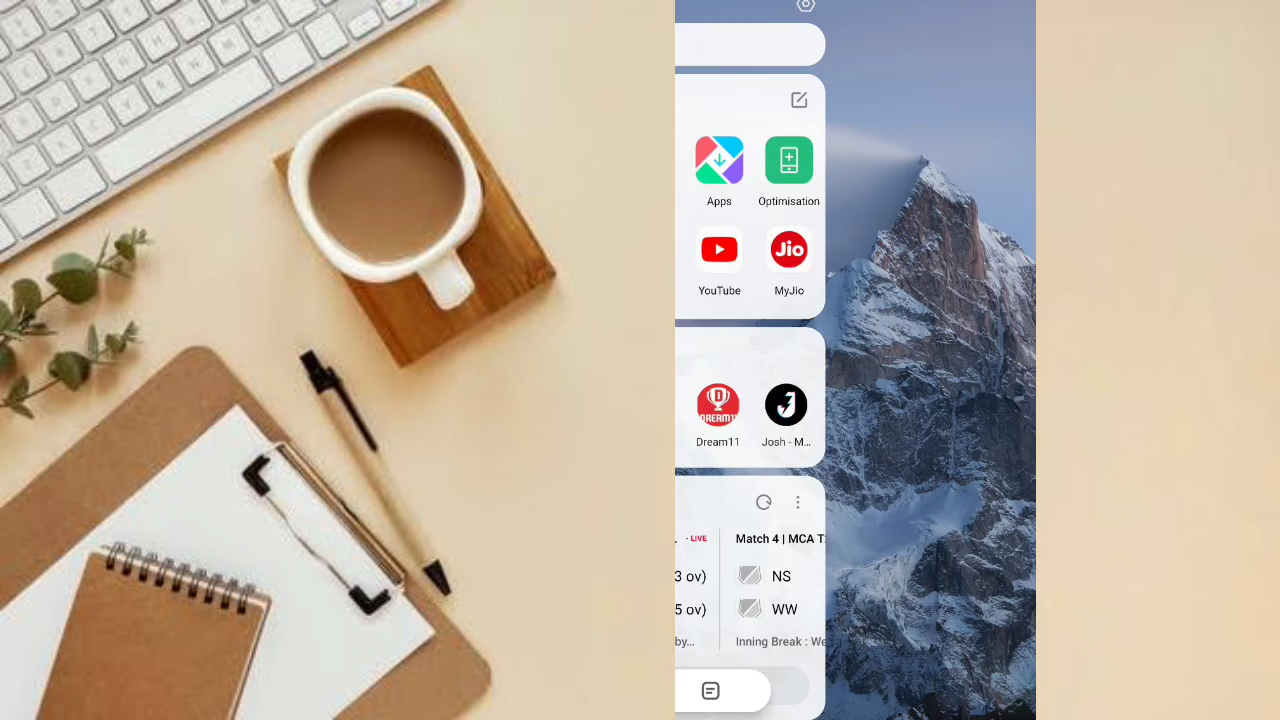 Apps Optimisation
Jio
YouTube MyJio
D
DREAM11
Dream11 Josh - M...
. - LIVE Match 4 | MCA T
3 ov) NS
5 ov) WW
by... Inning Break : We